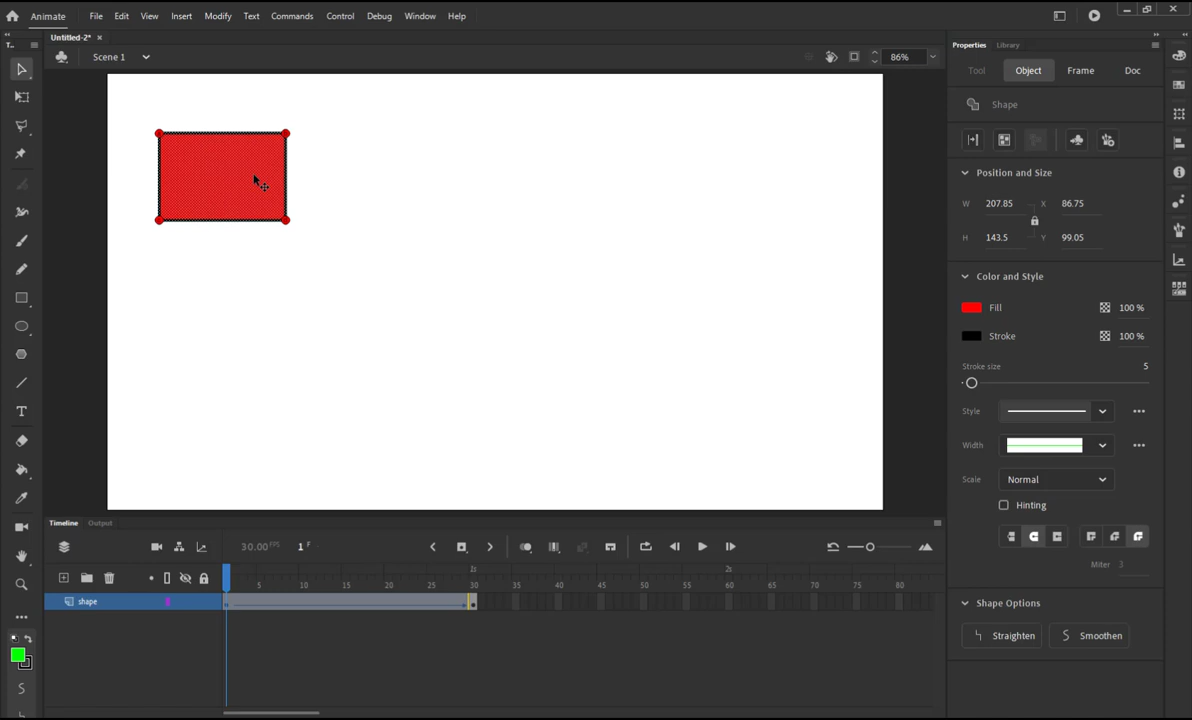 Animate File Edit View Insert Modify Text Commands Control Debug Window Help
Untitled-2* ×
Scene 1
86%
T...
Properties Library
Tool Object Frame Doc
Shape
Position and Size
W 207.85 X 86.75
H 143.5 Y 99.05
Color and Style
Fill 100 %
Stroke 100 %
Stroke size 5
Style
Width
Scale Normal
Hinting
Miter 3
Shape Options
Straighten Smoothen
Timeline Output
30.00 FPS 1 F
1s 2s
5 10 15 20 25 30 35 40 45 50 55 60 65 70 75 80
shape